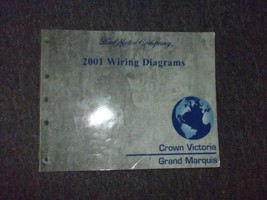 Ford Motor Company
2001 Wiring Diagrams
Crown Victoria
Grand Marquis